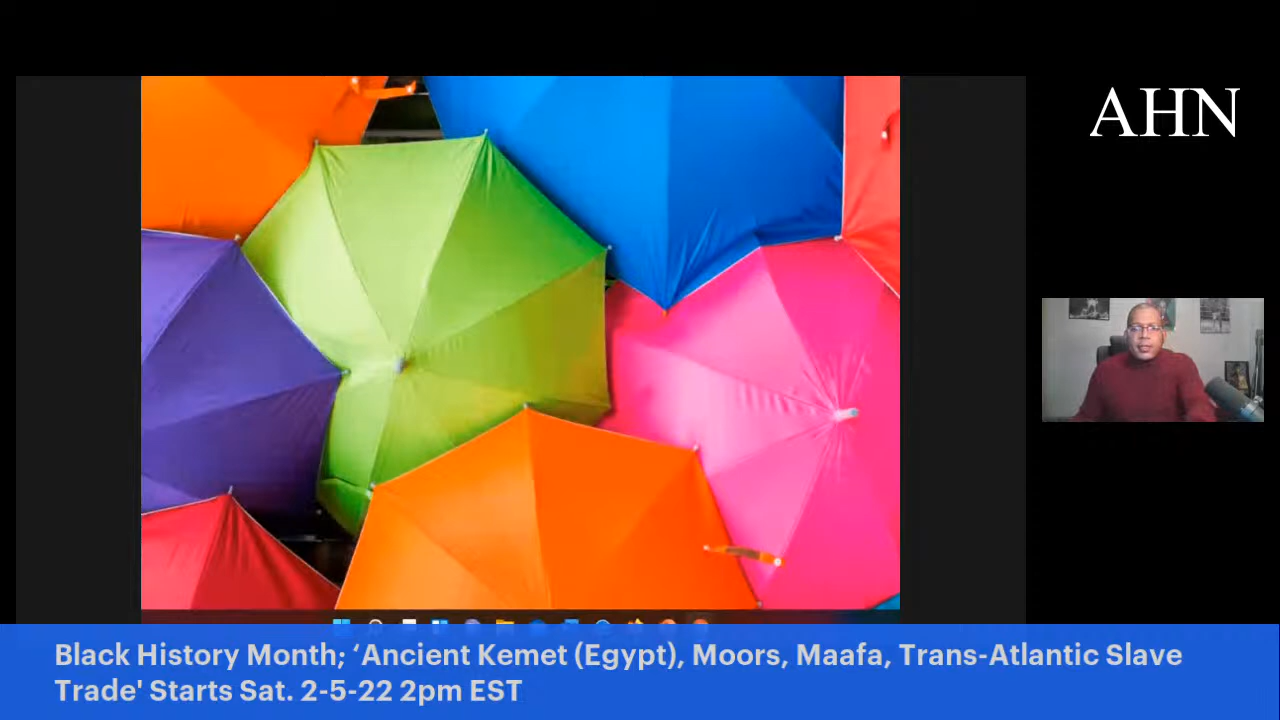 AHN
Black History Month; ‘Ancient Kemet (Egypt), Moors, Maafa, Trans-Atlantic Slave
Trade' Starts Sat. 2-5-22 2pm EST